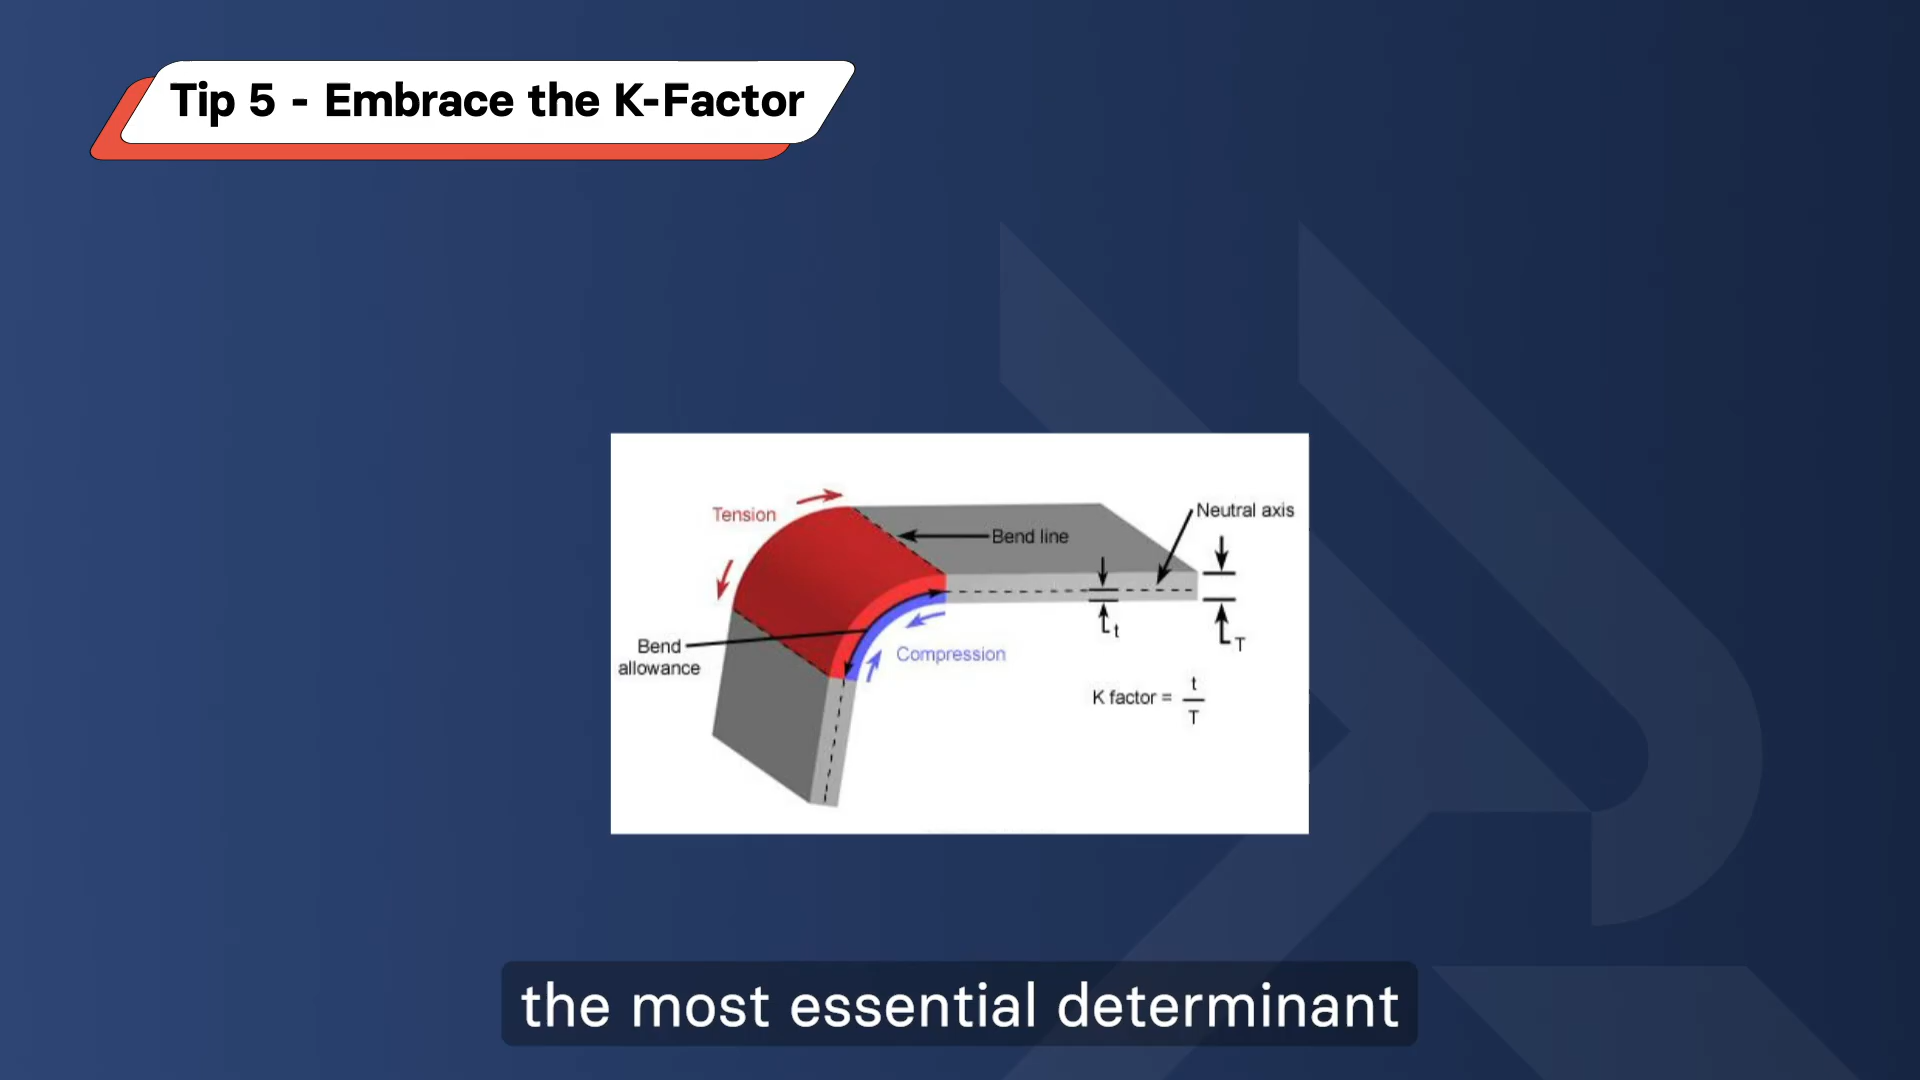 Tip 5 - Embrace the K-Factor
Tension
Neutral axis
Bend line
t
T
Bend
allowance
Compression
K factor =
t
T
the most essential determinant